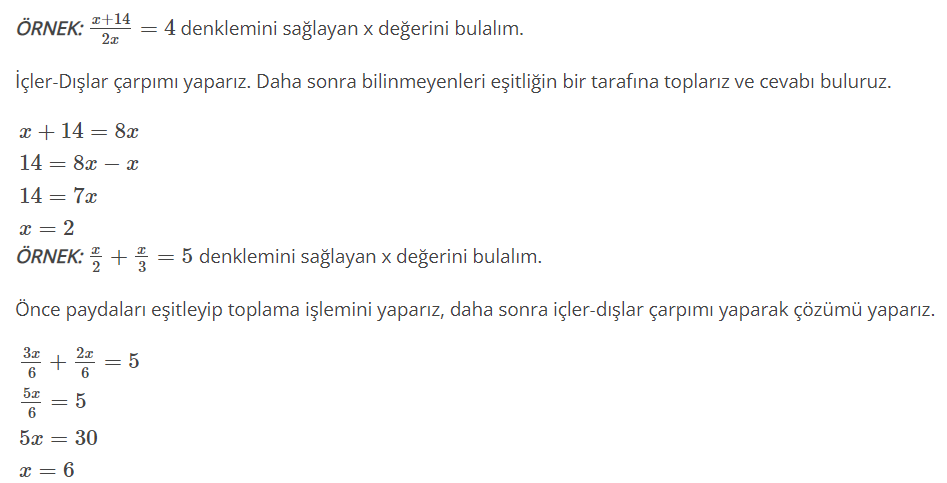 ÖRNEK: \frac{x+14}{2x} = 4 denklemini sağlayan x değerini bulalım.
İçler-Dışlar çarpımı yaparız. Daha sonra bilinmeyenleri eşitliğin bir tarafına toplarız ve cevabı buluruz.
x + 14 = 8x
14 = 8x − x
14 = 7x
x = 2
ÖRNEK: \frac{x}{2} + \frac{x}{3} = 5 denklemini sağlayan x değerini bulalım.
Önce paydaları eşitleyip toplama işlemini yaparız, daha sonra içler-dışlar çarpımı yaparak çözümü yaparız.
\frac{3x}{6} + \frac{2x}{6} = 5
\frac{5x}{6} = 5
5x = 30
x = 6